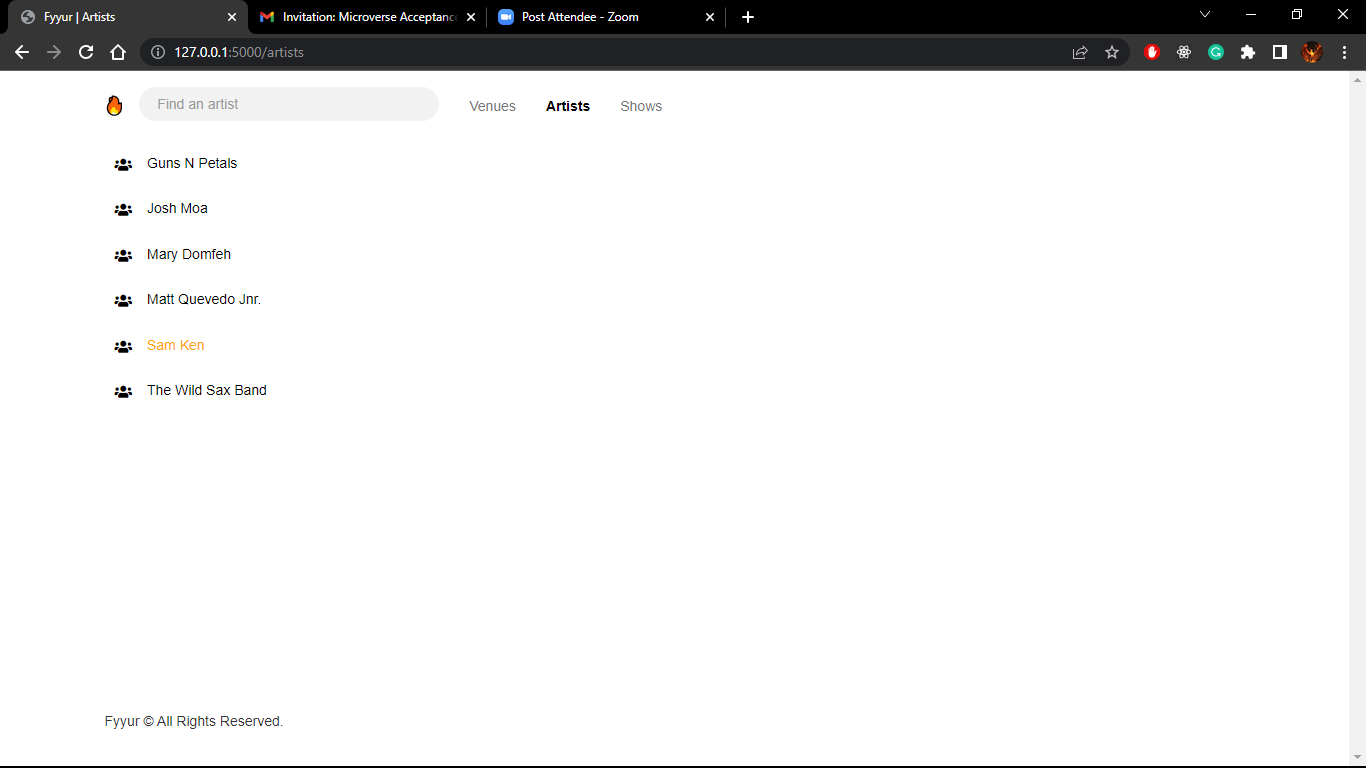 Fyyur | Artists
Invitation: Microverse Acceptance
Post Attendee - Zoom
127.0.0.1:5000/artists
Find an artist
Venues
Artists
Shows
Guns N Petals
Josh Moa
Mary Domfeh
Matt Quevedo Jnr.
Sam Ken
The Wild Sax Band
Fyyur © All Rights Reserved.